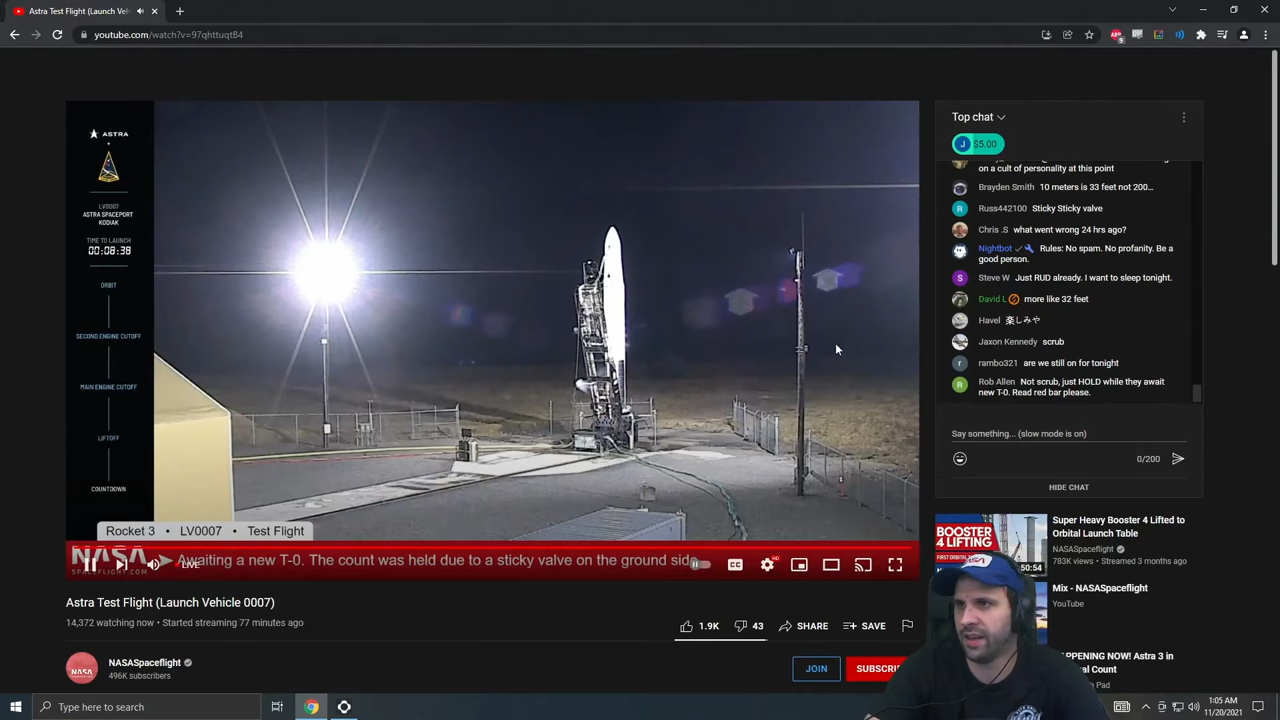 Astra Test Flight (Launch Vehicle
youtube.com/watch?v=97qhttuqtB4
ASTRA
LV0007
ASTRA SPACEPORT
KODIAK
TIME TO LAUNCH
00:08:38
ORBIT
SECOND ENGINE CUTOFF
MAIN ENGINE CUTOFF
LIFTOFF
COUNTDOWN
Rocket 3 • LV0007 • Test Flight
NASA Awaiting a new T-0. The count was held due to a sticky valve on the ground side
LIVE
CC
HD
Astra Test Flight (Launch Vehicle 0007)
14,372 watching now • Started streaming 77 minutes ago
1.9K
43
SHARE
SAVE
NASASpaceflight
496K subscribers
JOIN
Top chat
J $5.00
on a cult of personality at this point
Brayden Smith 10 meters is 33 feet not 200...
R Russ442100 Sticky Sticky valve
Chris .S what went wrong 24 hrs ago?
Nightbot Rules: No spam. No profanity. Be a
good person.
S Steve W Just RUD already. I want to sleep tonight.
David L more like 32 feet
Havel 楽しみや
Jaxon Kennedy scrub
r rambo321 are we still on for tonight
R Rob Allen Not scrub, just HOLD while they await
new T-0. Read red bar please.
Say something... (slow mode is on)
0/200
HIDE CHAT
BOOSTER
4 LIFTING
50:54
Super Heavy Booster 4 Lifted to
Orbital Launch Table
NASASpaceflight
783K views • Streamed 3 months ago
Mix - NASASpaceflight
YouTube
NOW! Astra 3 in
Count
Pad
Type here to search
1:05 AM
11/20/2021